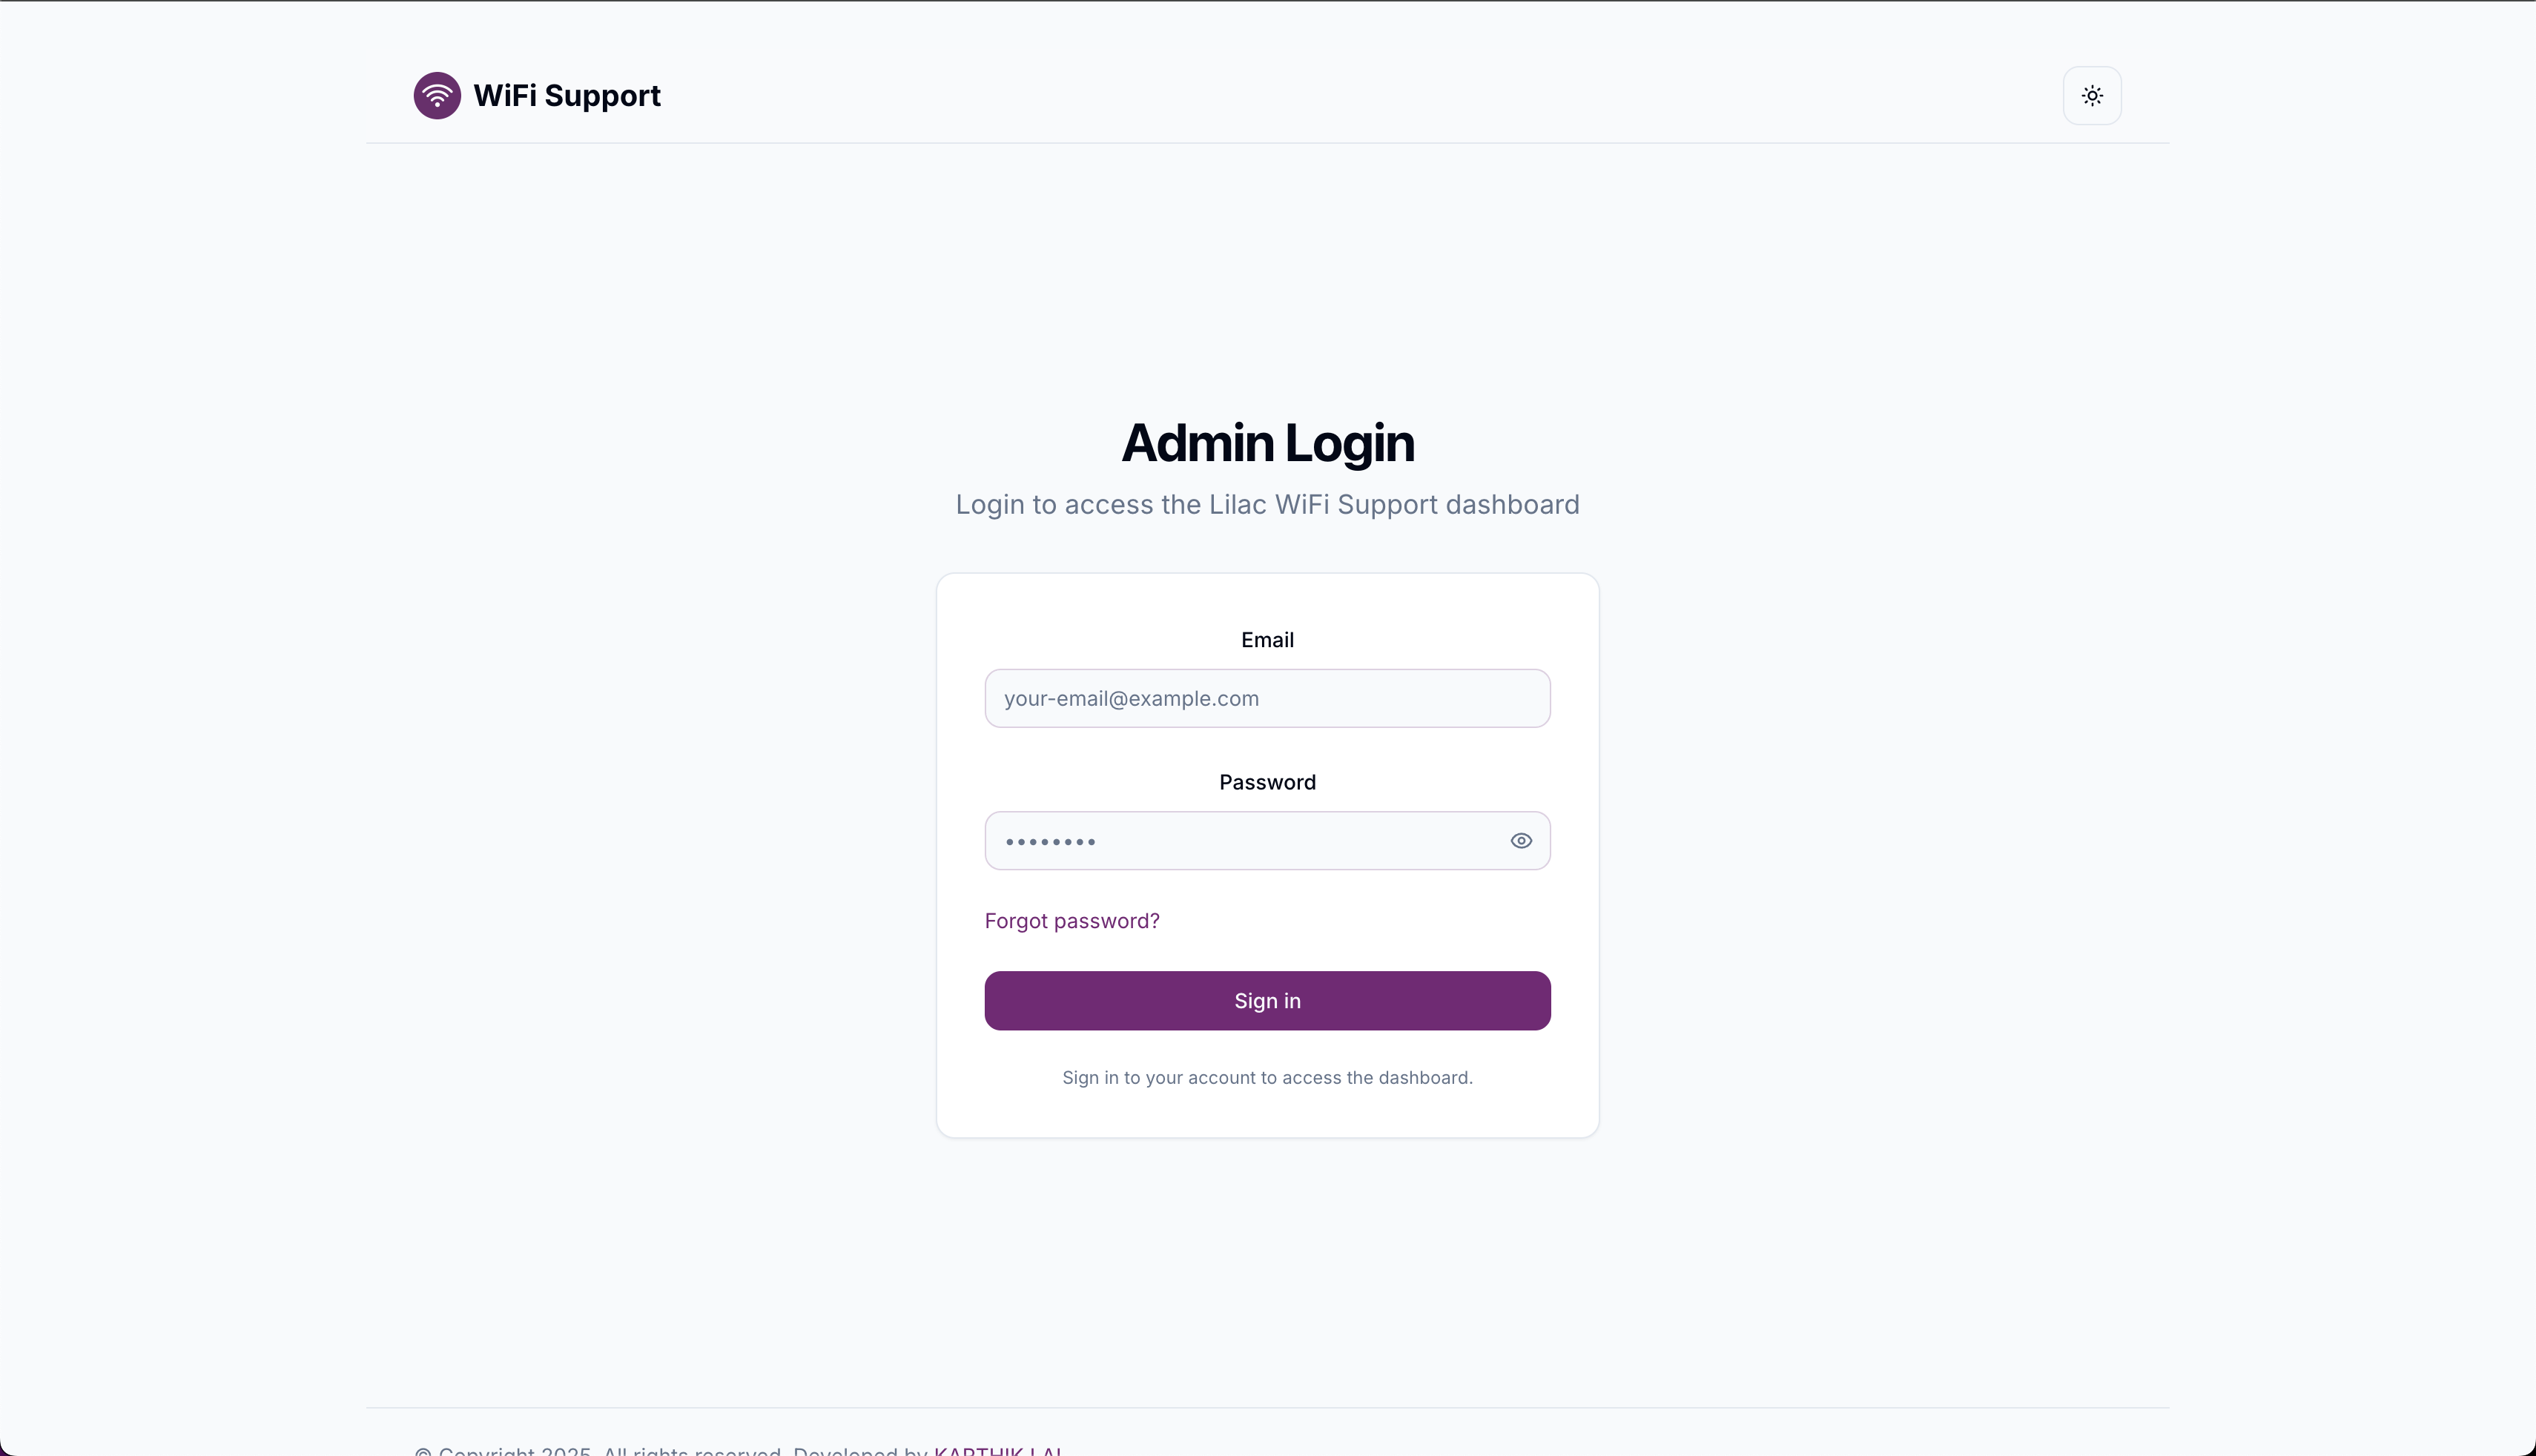 WiFi Support
Admin Login
Login to access the Lilac WiFi Support dashboard
Email
your-email@example.com
Password
••••••••
Forgot password?
Sign in
Sign in to your account to access the dashboard.
© Copyright 2025. All rights reserved. Developed by KARTHIK LAL